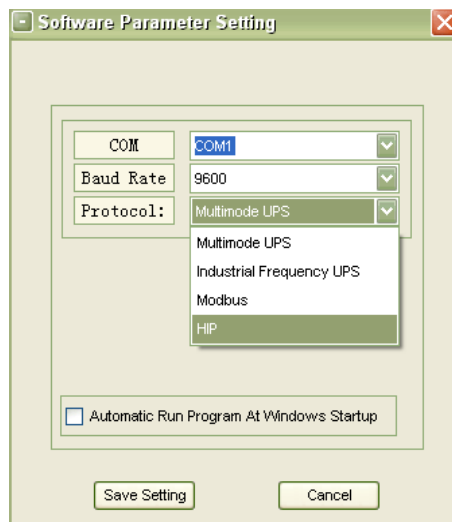 Software Parameter Setting
COM COM1
Baud Rate 9600
Protocol: Multimode UPS
Multimode UPS
Industrial Frequency UPS
Modbus
HIP
Automatic Run Program At Windows Startup
Save Setting Cancel